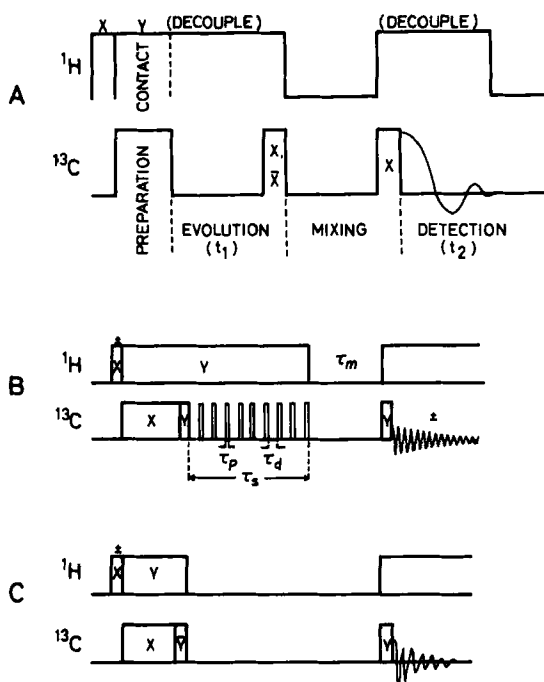 X Y (DECOUPLE) (DECOUPLE)
¹H
CONTACT
A
¹³C
PREPARATION
X, X̄
X
EVOLUTION (t₁)
MIXING
DETECTION (t₂)
B
±
¹H
X
Y
τm
¹³C
X
Y
Y
±
τp
τd
τs
C
±
¹H
X
Y
¹³C
X
Ȳ
Y